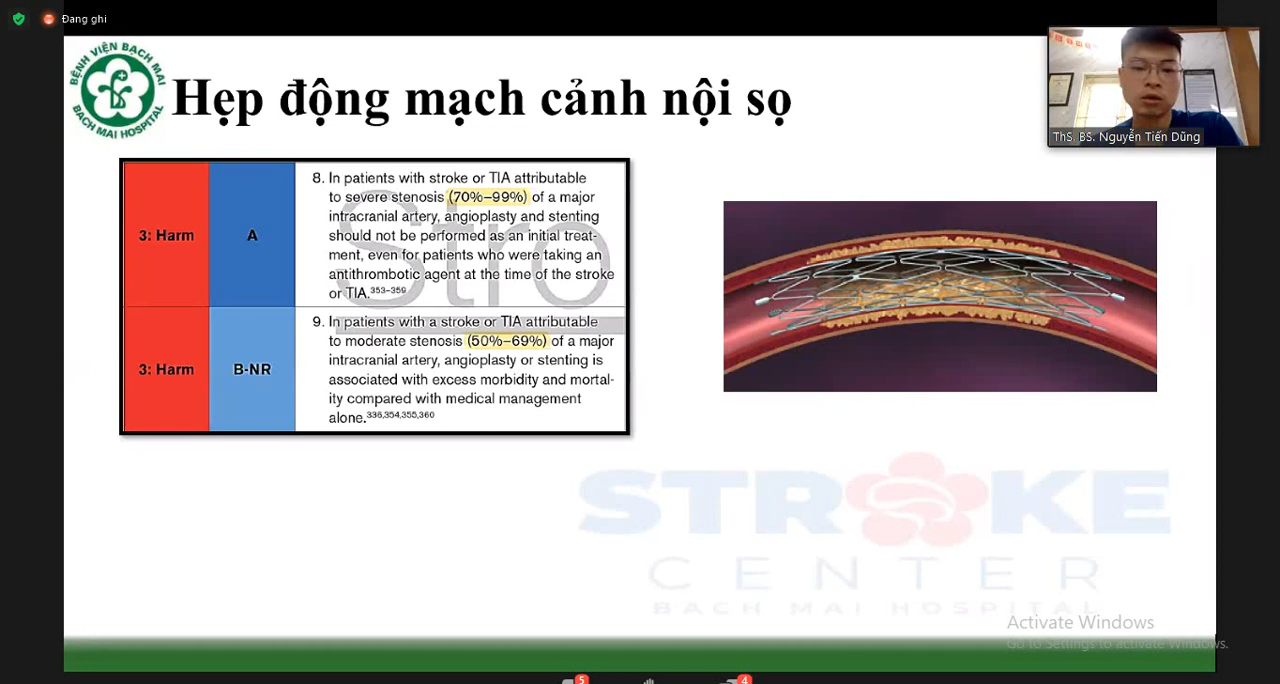 Đang ghi
BỆNH VIỆN BẠCH MAI
BACH MAI HOSPITAL
Hẹp động mạch cảnh nội sọ
ThS. BS. Nguyễn Tiến Dũng
3: Harm
A
8. In patients with stroke or TIA attributable
to severe stenosis (70%–99%) of a major
intracranial artery, angioplasty and stenting
should not be performed as an initial treat-
ment, even for patients who were taking an
antithrombotic agent at the time of the stroke
or TIA.353–359
Stro
3: Harm
B-NR
9. In patients with a stroke or TIA attributable
to moderate stenosis (50%–69%) of a major
intracranial artery, angioplasty or stenting is
associated with excess morbidity and mortal-
ity compared with medical management
alone.336,354,355,360
STROKE
CENTER
BACH MAI HOSPITAL
Activate Windows
Go to Settings to activate Windows.
5
4